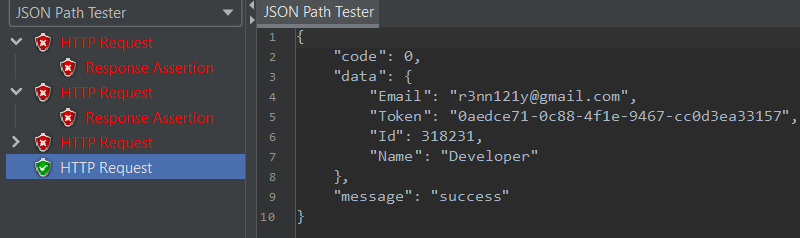 JSON Path Tester
HTTP Request
Response Assertion
HTTP Request
Response Assertion
HTTP Request
HTTP Request
JSON Path Tester
1 {
2 "code": 0,
3 "data": {
4 "Email": "r3nn121y@gmail.com",
5 "Token": "0aedce71-0c88-4f1e-9467-cc0d3ea33157",
6 "Id": 318231,
7 "Name": "Developer"
8 },
9 "message": "success"
10 }